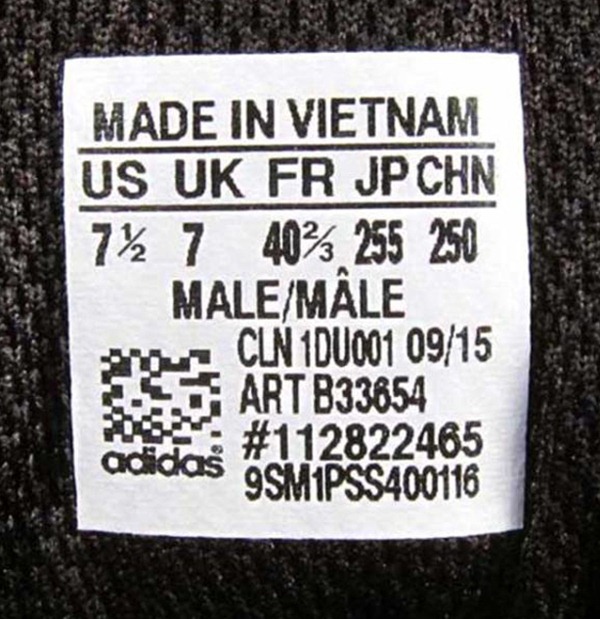 MADE IN VIETNAM
US UK FR JP CHN
7½ 7 40⅔ 255 250
MALE/MÂLE
CLN 1DU001 09/15
ART B33654
#112822465
adidas®
9SM1PSS400116